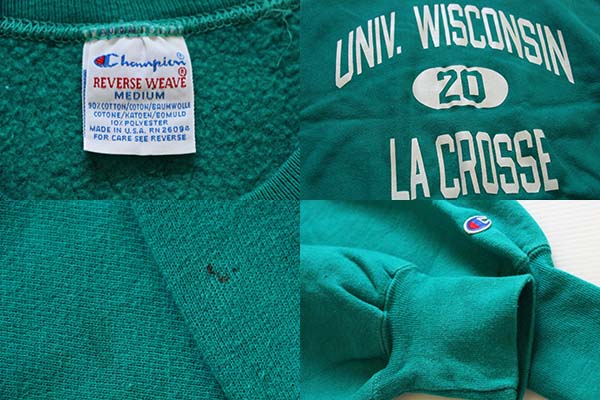 Champion®
REVERSE WEAVE®
MEDIUM
90% COTTON/COTON/BAUMWOLLE
COTONE/KATOEN/BOMULD
10% POLYESTER
MADE IN U.S.A. RN 26094
FOR CARE SEE REVERSE
UNIV. WISCONSIN
20
LA CROSSE